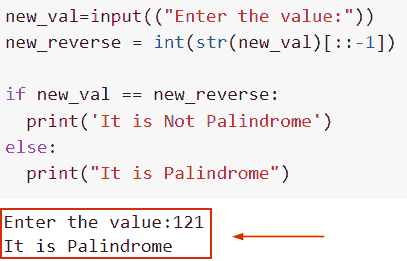 new_val=input(("Enter the value:"))
new_reverse = int(str(new_val)[::-1])
if new_val == new_reverse:
print('It is Not Palindrome')
else:
print("It is Palindrome")
Enter the value:121
It is Palindrome